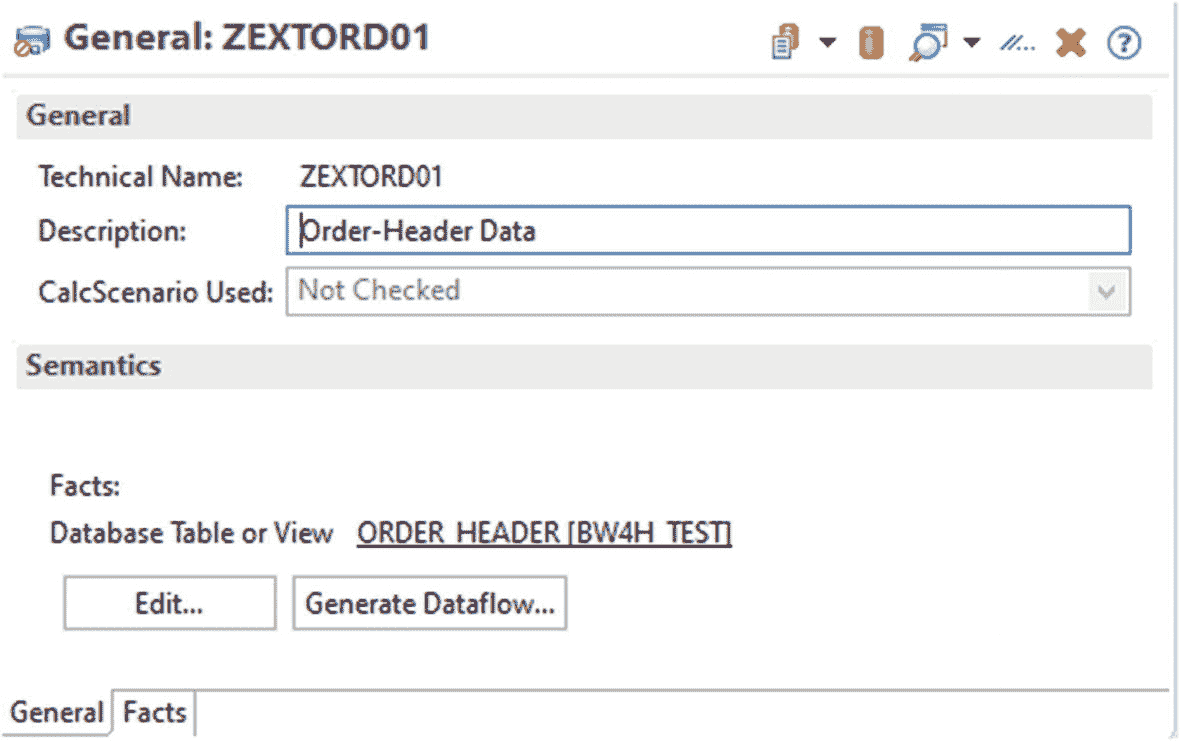 General: ZEXTORD01
General
Technical Name: ZEXTORD01
Description: Order-Header Data
CalcScenario Used: Not Checked
Semantics
Facts:
Database Table or View ORDER_HEADER [BW4H_TEST]
Edit... Generate Dataflow...
General Facts